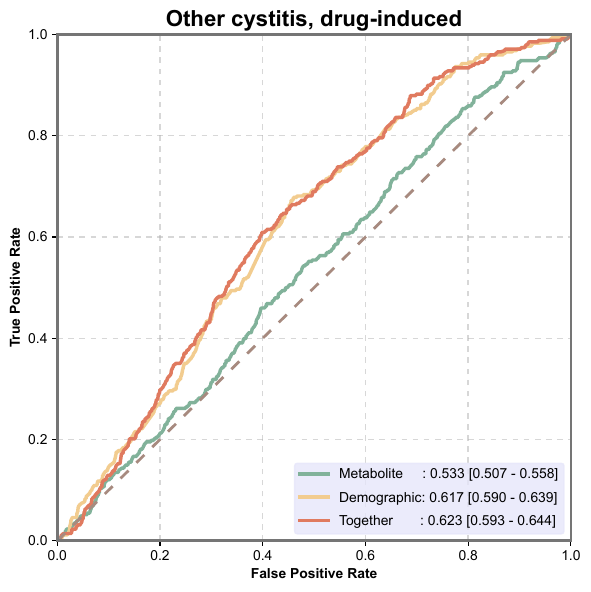 Other cystitis, drug-induced
1.0
0.8
0.6
0.4
0.2
0.0
True Positive Rate
Metabolite : 0.533 [0.507 - 0.558]
Demographic: 0.617 [0.590 - 0.639]
Together : 0.623 [0.593 - 0.644]
0.0 0.2 0.4 0.6 0.8 1.0
False Positive Rate